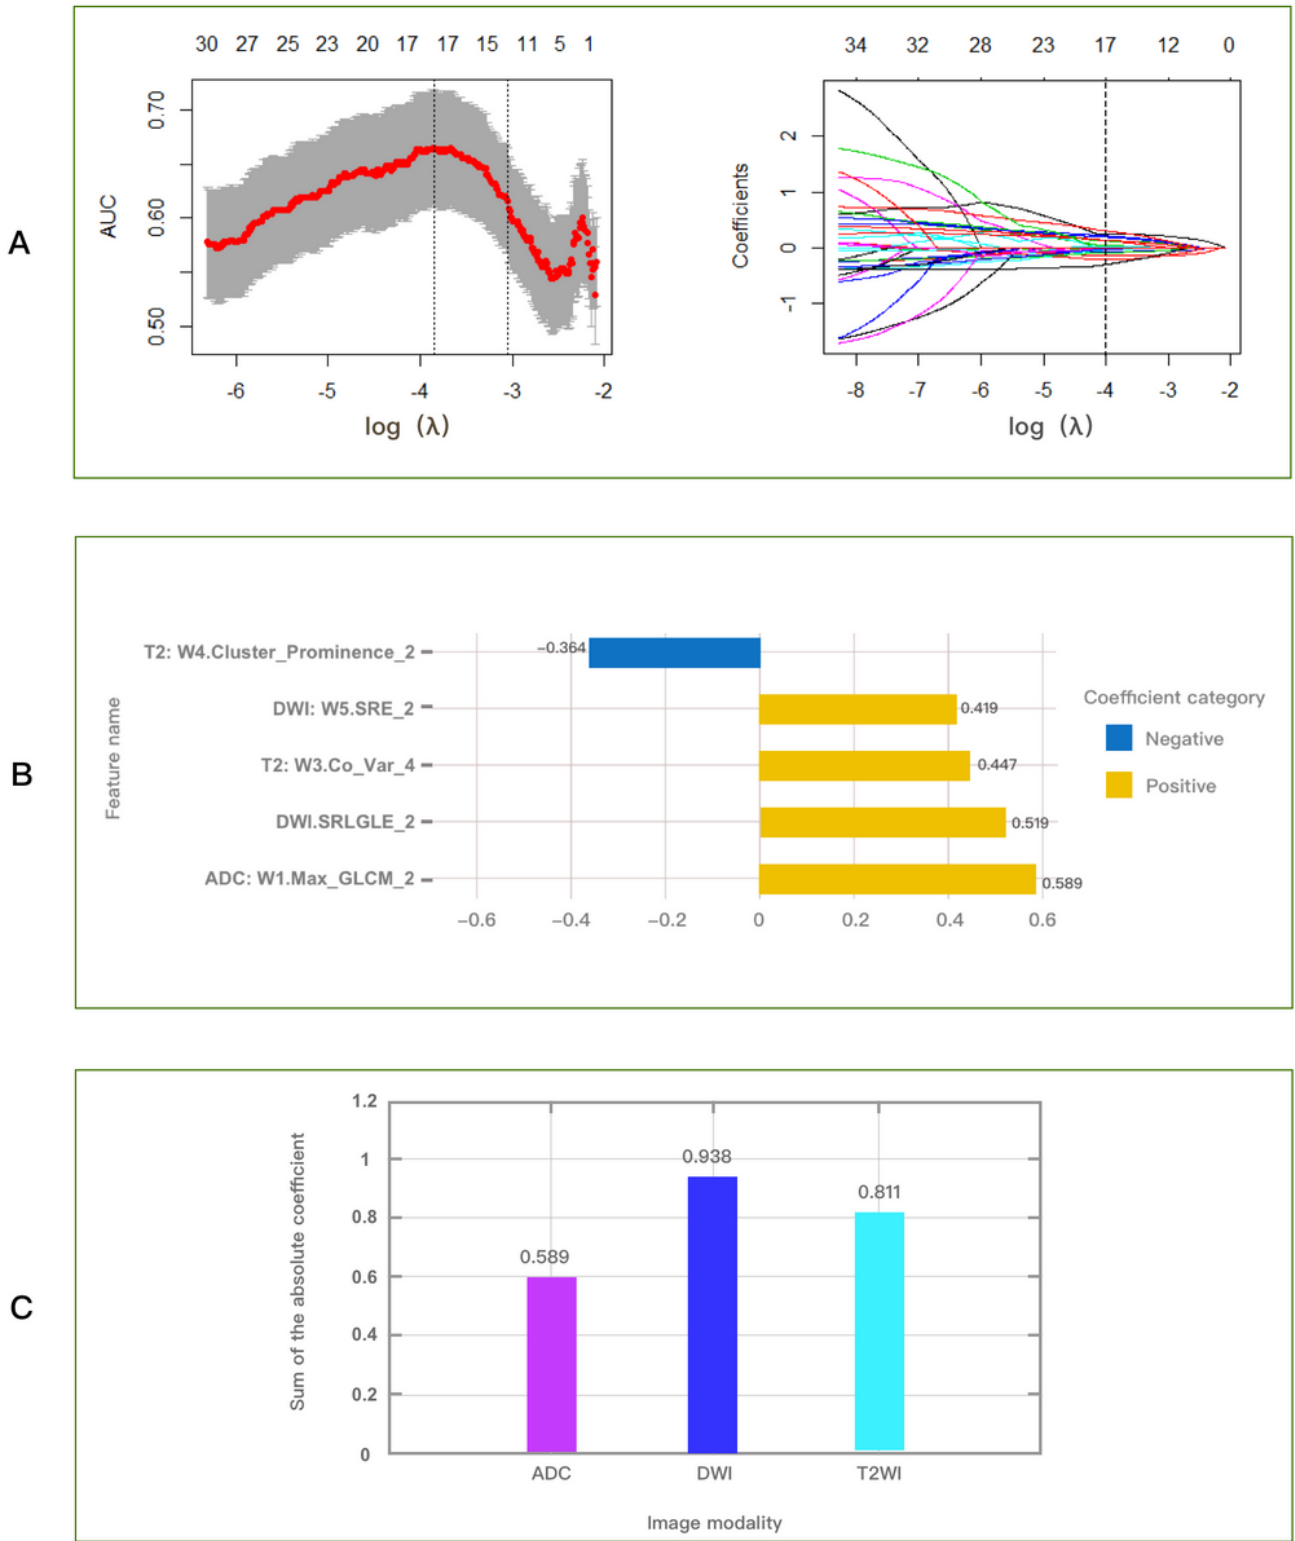 30 27 25 23 20 17 17 15 11 5 1
34 32 28 23 17 12 0
A
AUC
0.70
0.60
0.50
-6 -5 -4 -3 -2
log (λ)
Coefficients
2
1
0
-1
-8 -7 -6 -5 -4 -3 -2
log (λ)
B
Feature name
T2: W4.Cluster_Prominence_2
−0.364
DWI: W5.SRE_2
0.419
T2: W3.Co_Var_4
0.447
DWI.SRLGLE_2
0.519
ADC: W1.Max_GLCM_2
0.589
−0.6 −0.4 −0.2 0 0.2 0.4 0.6
Coefficient category
Negative
Positive
C
Sum of the absolute coefficient
1.2
1
0.8
0.6
0.4
0.2
0
0.589
0.938
0.811
ADC DWI T2WI
Image modality